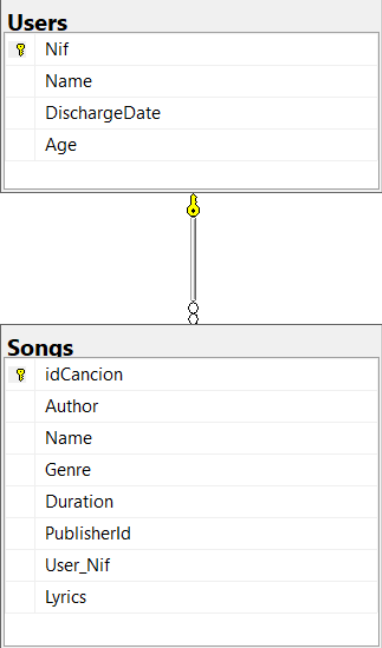 Users
Nif
Name
DischargeDate
Age
Songs
idCancion
Author
Name
Genre
Duration
PublisherId
User_Nif
Lyrics